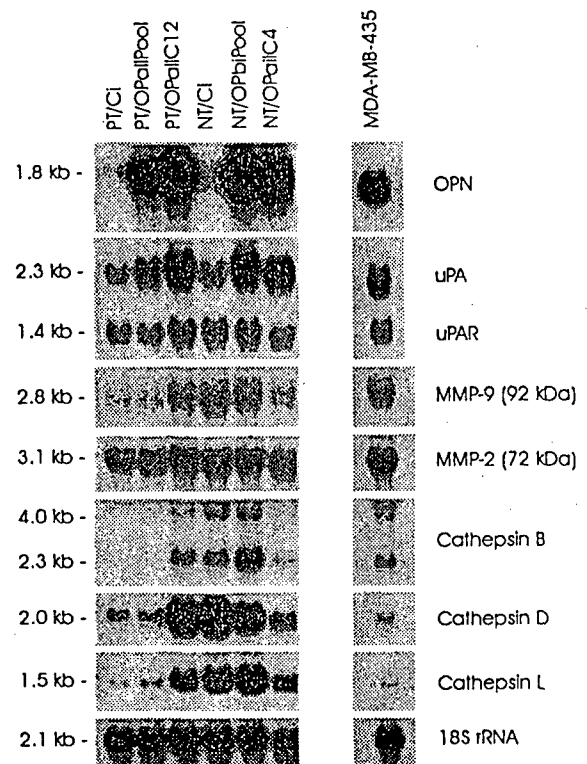 PT/Ci
PT/OPallPool
PT/OPallC12
NT/Ci
NT/OPbiPool
NT/OPaliC4
MDA-MB-435
1.8 kb - OPN
2.3 kb - uPA
1.4 kb - uPAR
2.8 kb - MMP-9 (92 kDa)
3.1 kb - MMP-2 (72 kDa)
4.0 kb -
Cathepsin B
2.3 kb -
2.0 kb - Cathepsin D
1.5 kb - Cathepsin L
2.1 kb - 18S rRNA